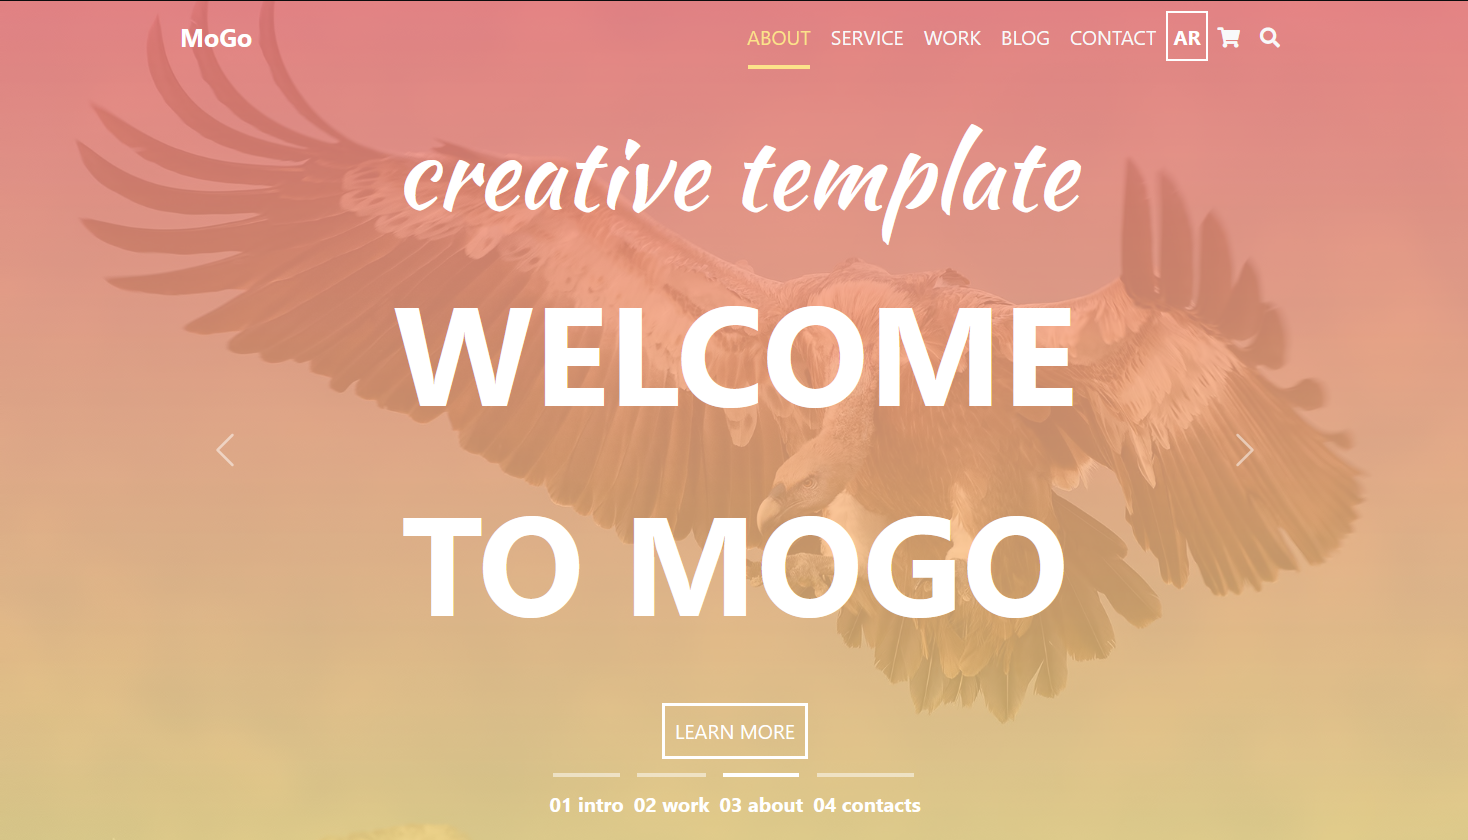 MoGo
ABOUT SERVICE WORK BLOG CONTACT AR
creative template
WELCOME
TO MOGO
LEARN MORE
01 intro 02 work 03 about 04 contacts